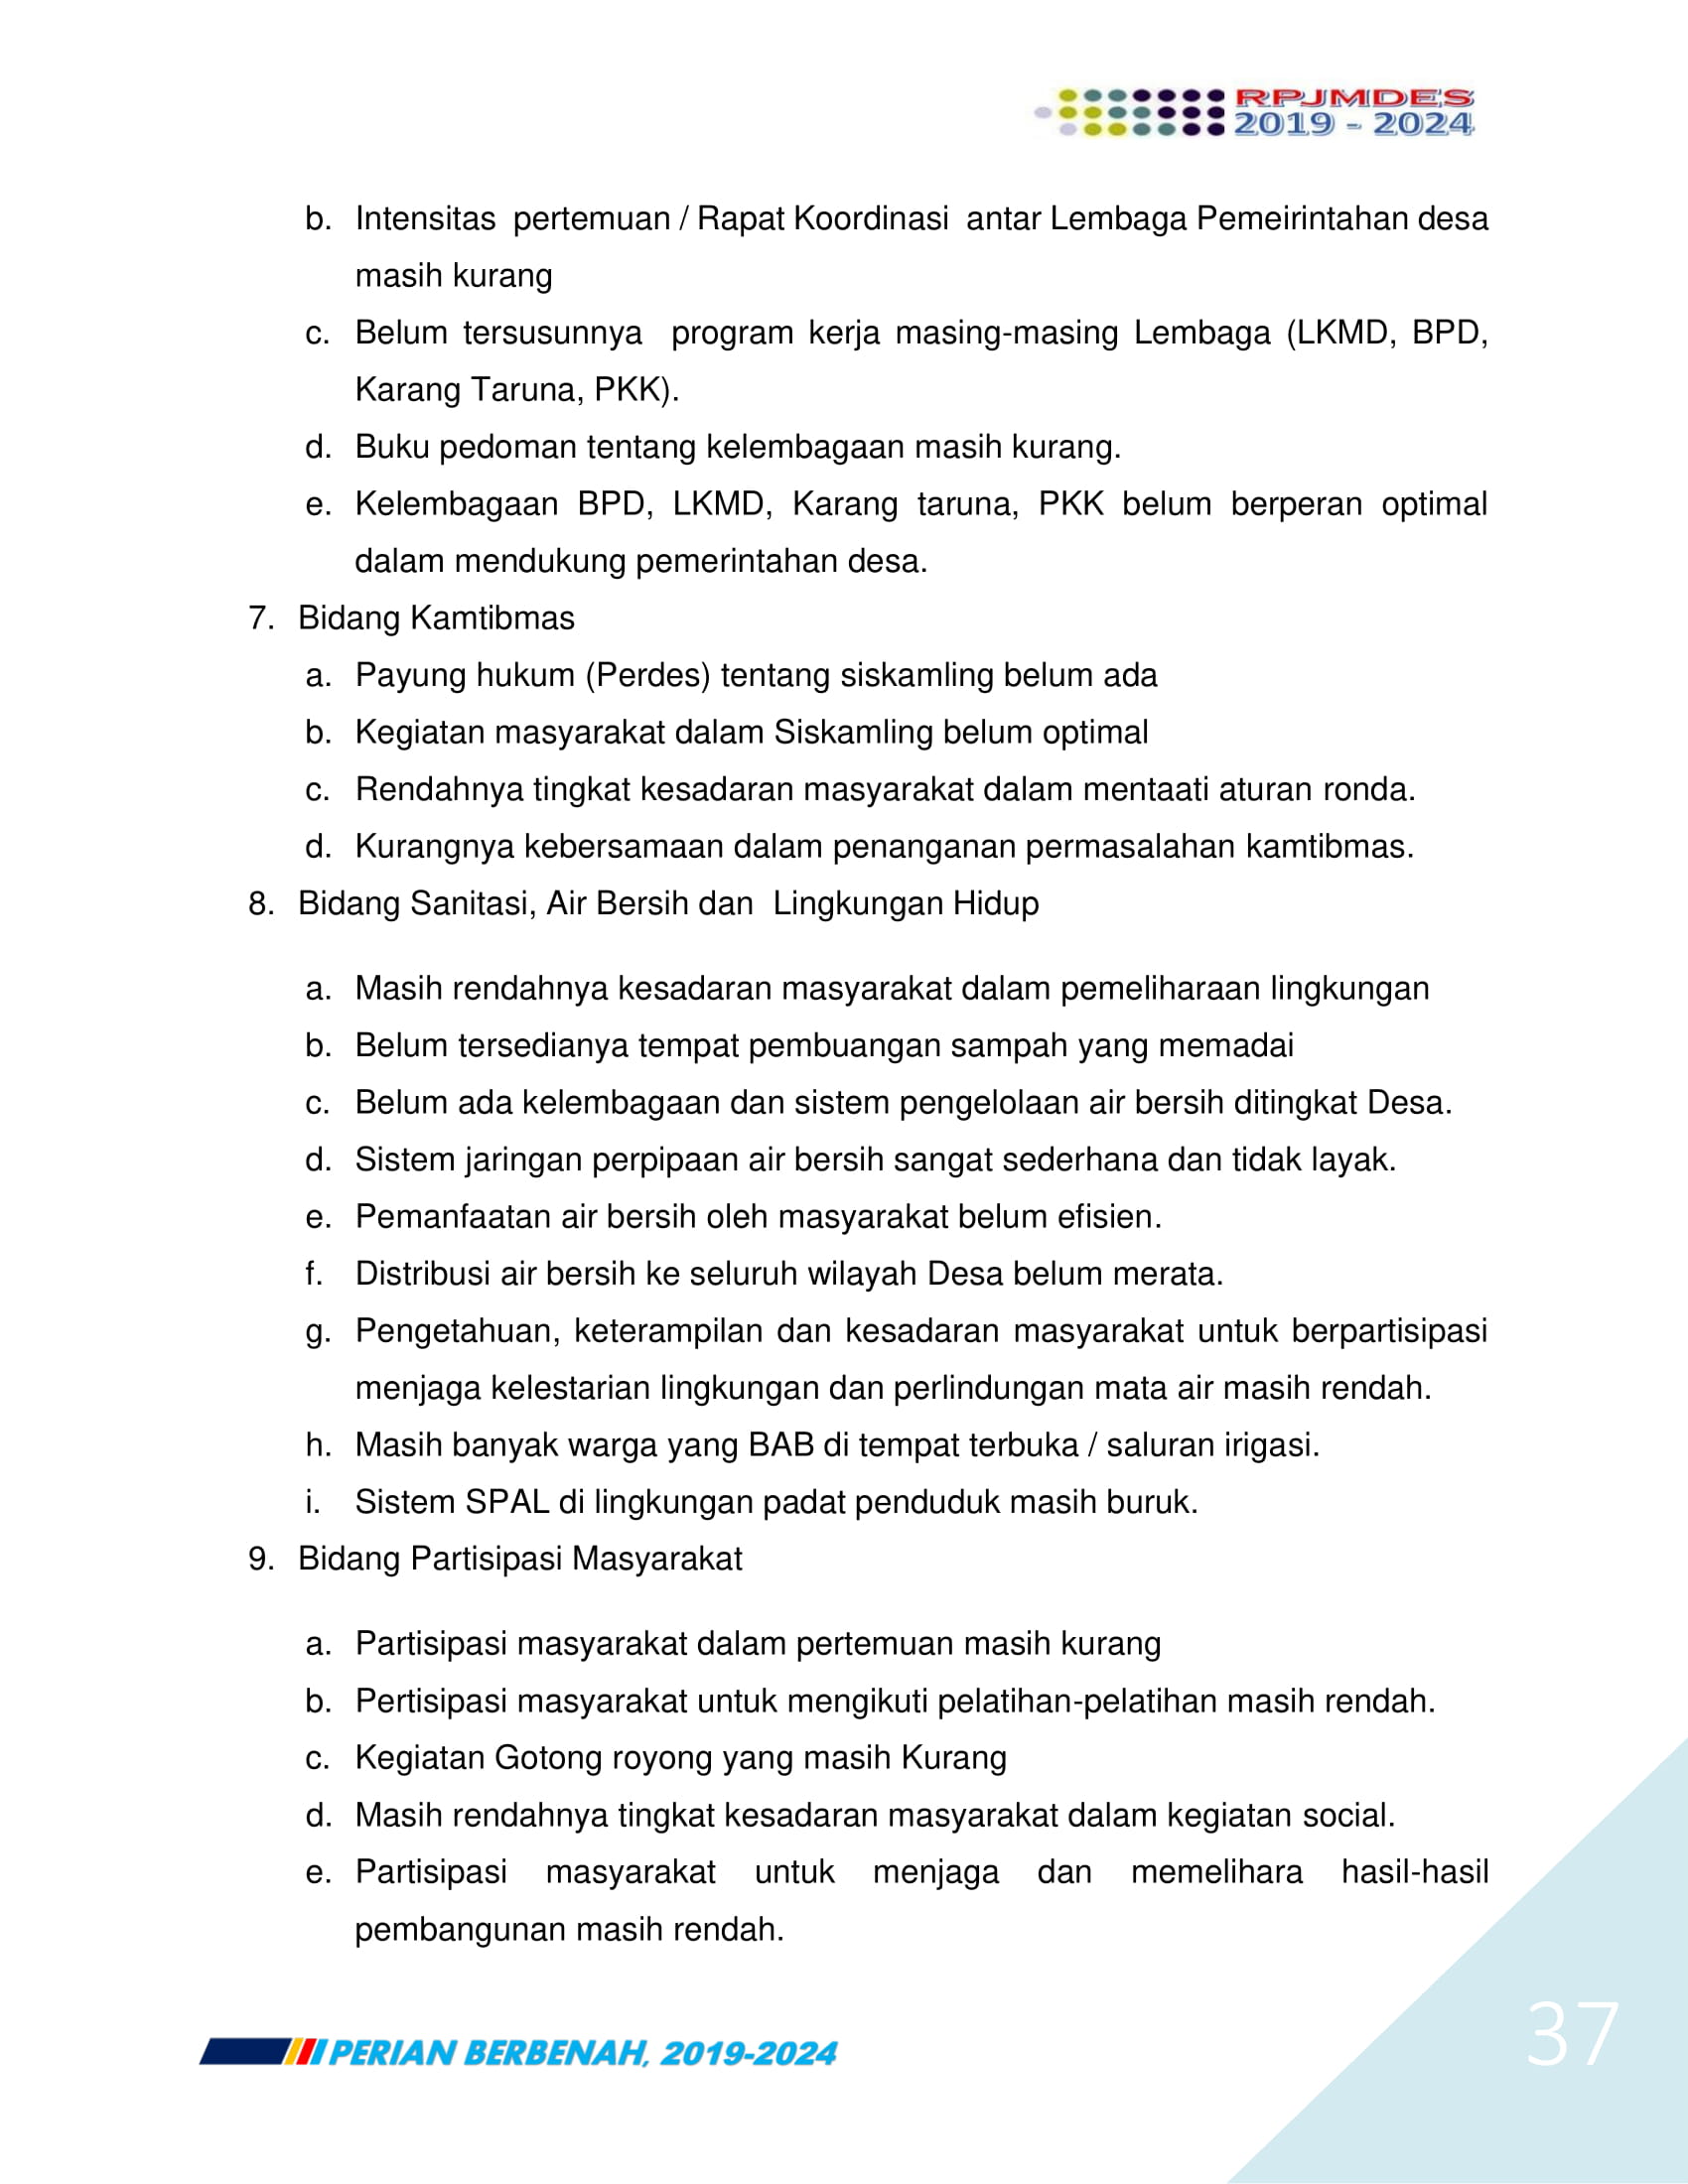 RPJMDES
2019 - 2024
b. Intensitas pertemuan / Rapat Koordinasi antar Lembaga Pemeirintahan desa
masih kurang
c. Belum tersusunnya program kerja masing-masing Lembaga (LKMD, BPD,
Karang Taruna, PKK).
d. Buku pedoman tentang kelembagaan masih kurang.
e. Kelembagaan BPD, LKMD, Karang taruna, PKK belum berperan optimal
dalam mendukung pemerintahan desa.
7. Bidang Kamtibmas
a. Payung hukum (Perdes) tentang siskamling belum ada
b. Kegiatan masyarakat dalam Siskamling belum optimal
c. Rendahnya tingkat kesadaran masyarakat dalam mentaati aturan ronda.
d. Kurangnya kebersamaan dalam penanganan permasalahan kamtibmas.
8. Bidang Sanitasi, Air Bersih dan Lingkungan Hidup
a. Masih rendahnya kesadaran masyarakat dalam pemeliharaan lingkungan
b. Belum tersedianya tempat pembuangan sampah yang memadai
c. Belum ada kelembagaan dan sistem pengelolaan air bersih ditingkat Desa.
d. Sistem jaringan perpipaan air bersih sangat sederhana dan tidak layak.
e. Pemanfaatan air bersih oleh masyarakat belum efisien.
f. Distribusi air bersih ke seluruh wilayah Desa belum merata.
g. Pengetahuan, keterampilan dan kesadaran masyarakat untuk berpartisipasi
menjaga kelestarian lingkungan dan perlindungan mata air masih rendah.
h. Masih banyak warga yang BAB di tempat terbuka / saluran irigasi.
i. Sistem SPAL di lingkungan padat penduduk masih buruk.
9. Bidang Partisipasi Masyarakat
a. Partisipasi masyarakat dalam pertemuan masih kurang
b. Pertisipasi masyarakat untuk mengikuti pelatihan-pelatihan masih rendah.
c. Kegiatan Gotong royong yang masih Kurang
d. Masih rendahnya tingkat kesadaran masyarakat dalam kegiatan social.
e. Partisipasi masyarakat untuk menjaga dan memelihara hasil-hasil
pembangunan masih rendah.
37
PERIAN BERBENAH, 2019-2024